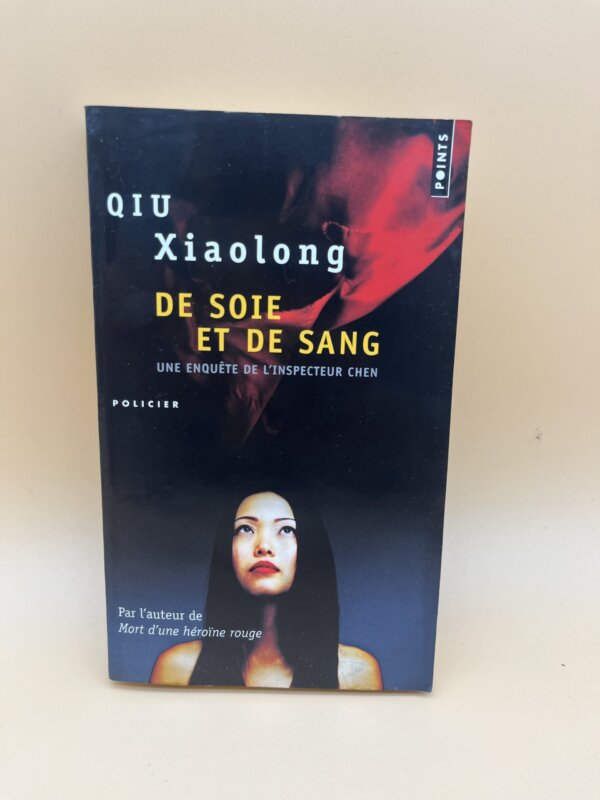 POINTS
QIU
Xiaolong
DE SOIE
ET DE SANG
UNE ENQUÊTE DE L'INSPECTEUR CHEN
POLICIER
Par l'auteur de
Mort d'une héroïne rouge